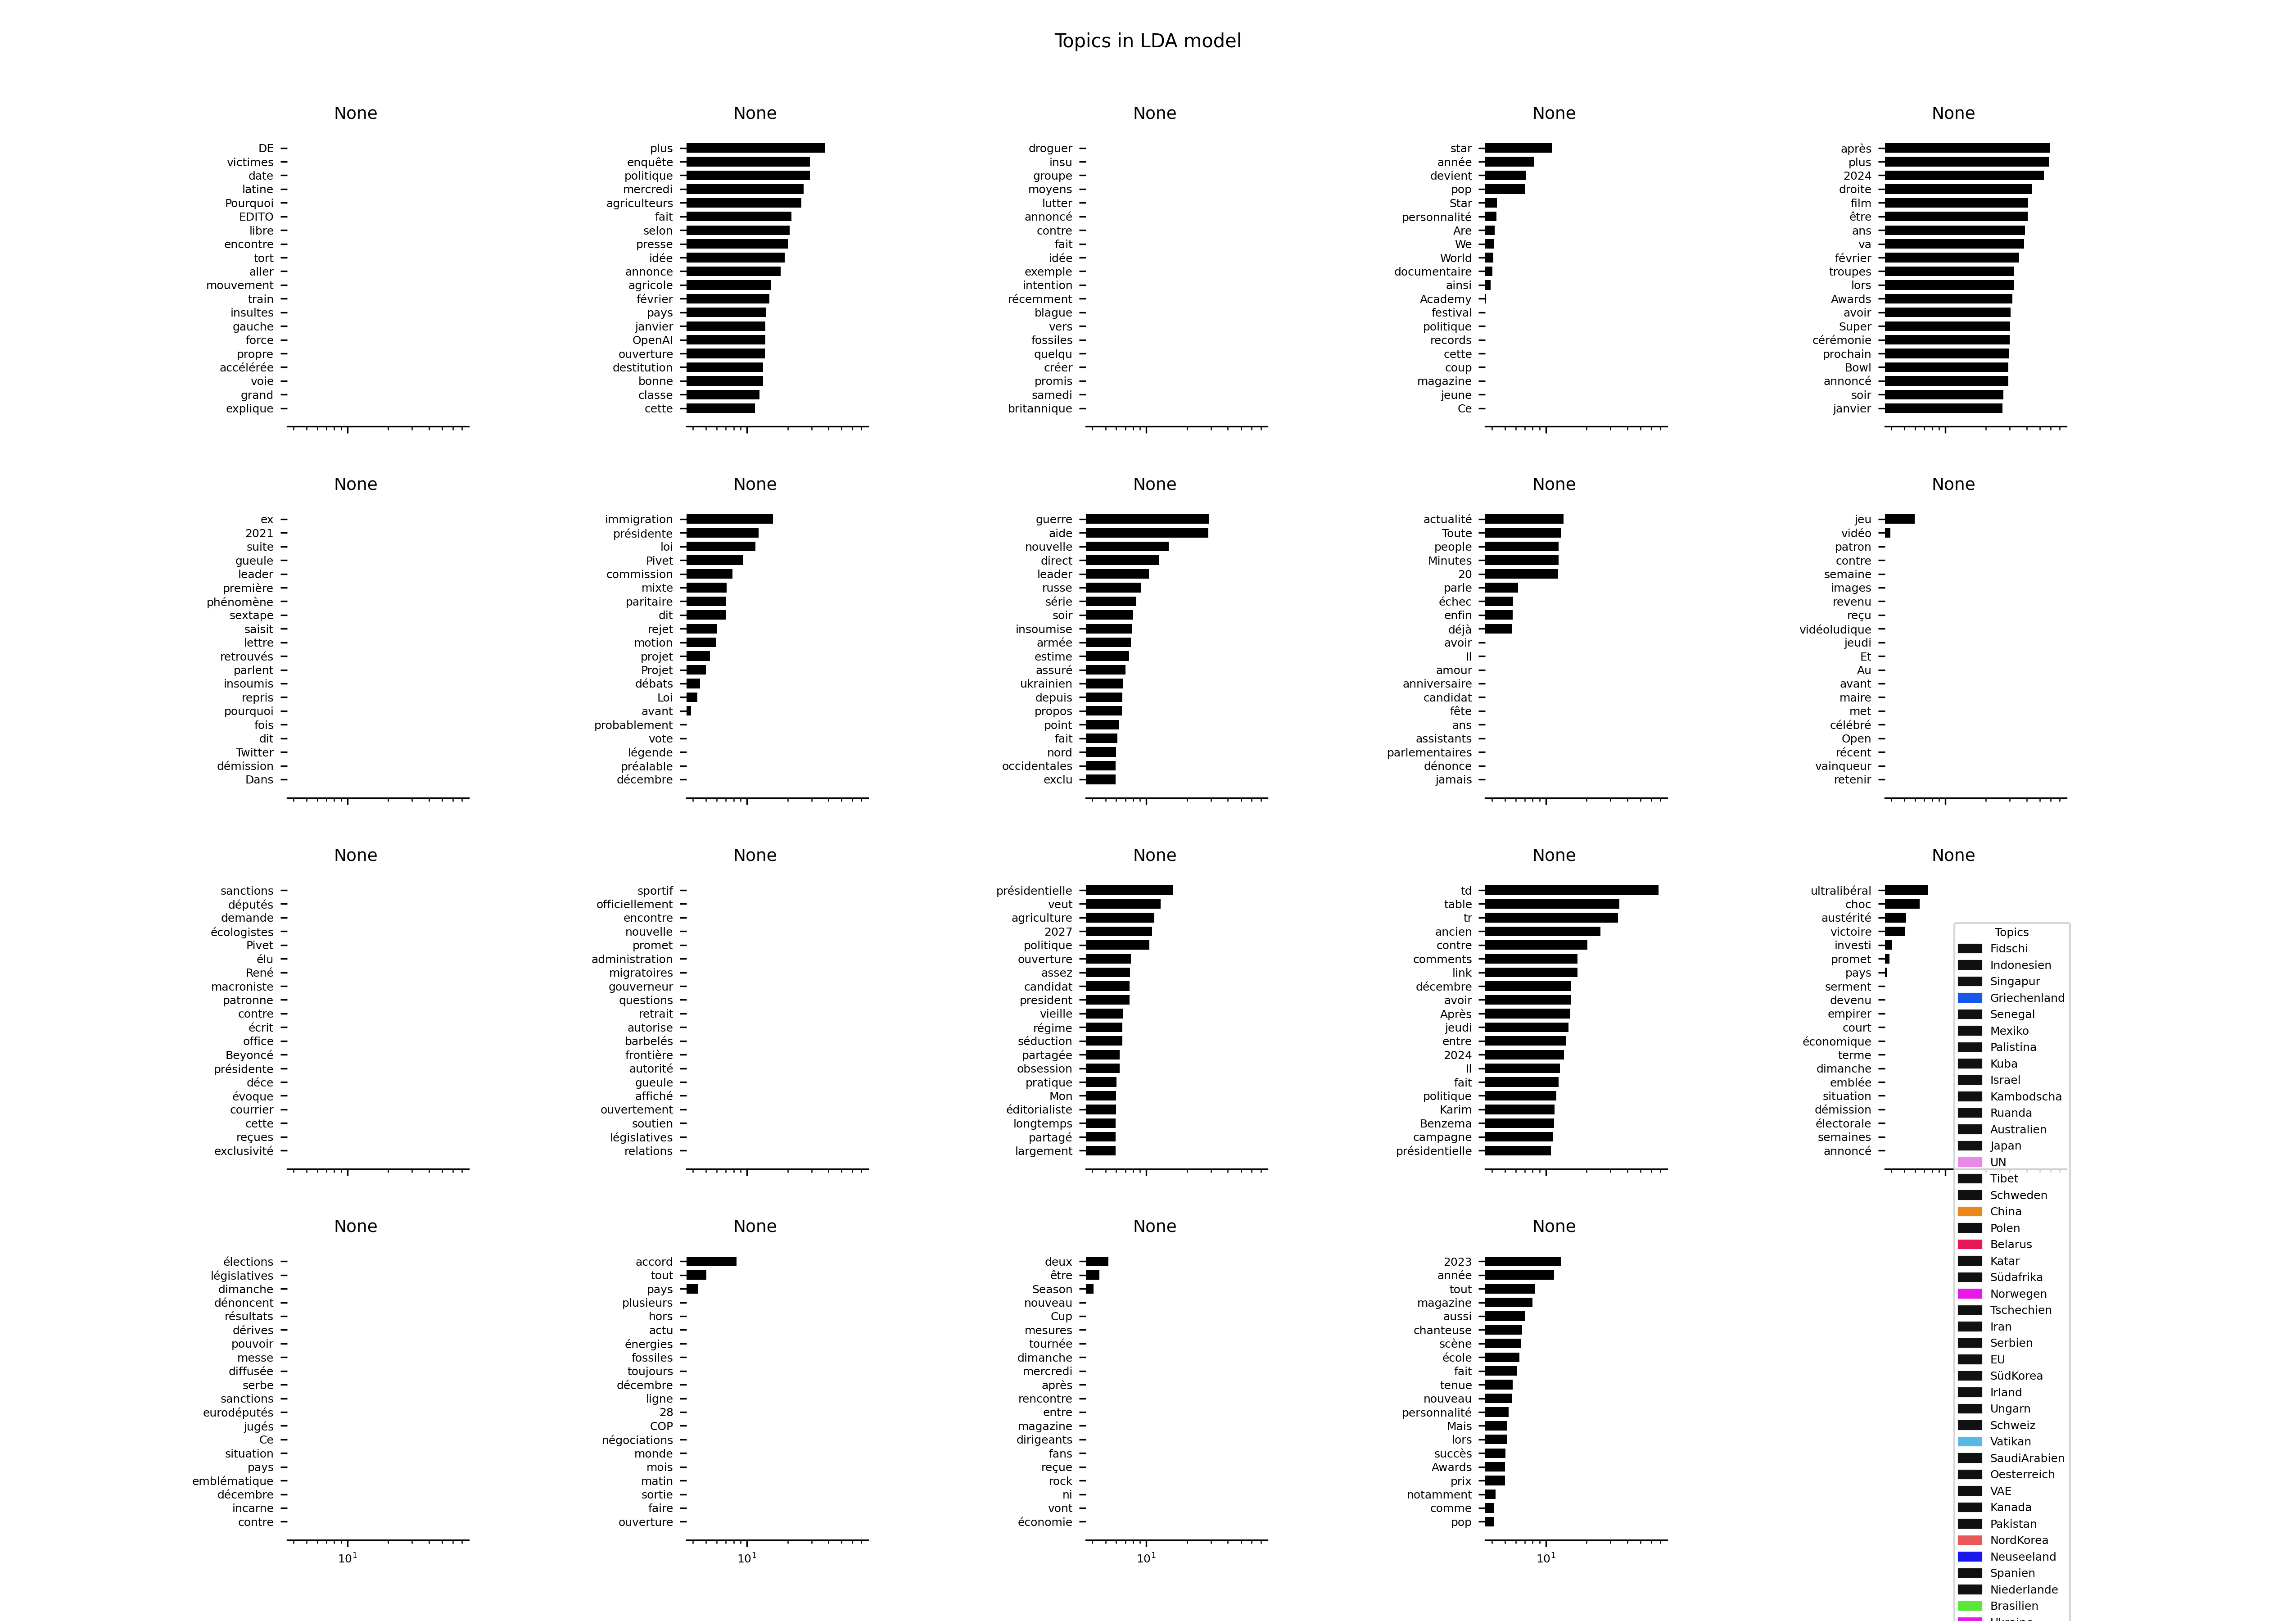 Topics in LDA model
None
DE
victimes
date
latine
Pourquoi
EDITO
libre
encontre
tort
aller
mouvement
train
insultes
gauche
force
propre
accélérée
voie
grand
explique
None
plus
enquête
politique
mercredi
agriculteurs
fait
selon
presse
idée
annonce
agricole
février
pays
janvier
OpenAI
ouverture
destitution
bonne
classe
cette
None
droguer
insu
groupe
moyens
lutter
annoncé
contre
fait
idée
exemple
intention
récemment
blague
vers
fossiles
quelqu
créer
promis
samedi
britannique
None
star
année
devient
pop
Star
personnalité
Are
We
World
documentaire
ainsi
Academy
festival
politique
records
cette
coup
magazine
jeune
Ce
None
après
plus
2024
droite
film
être
ans
va
février
troupes
lors
Awards
avoir
Super
cérémonie
prochain
Bowl
annoncé
soir
janvier
None
ex
2021
suite
gueule
leader
première
phénomène
sextape
saisit
lettre
retrouvés
parlent
insoumis
repris
pourquoi
fois
dit
Twitter
démission
Dans
None
immigration
présidente
loi
Pivet
commission
mixte
paritaire
dit
rejet
motion
projet
Projet
débats
Loi
avant
probablement
vote
légende
préalable
décembre
None
guerre
aide
nouvelle
direct
leader
russe
série
soir
insoumise
armée
estime
assuré
ukrainien
depuis
propos
point
fait
nord
occidentales
exclu
None
actualité
Toute
people
Minutes
20
parle
échec
enfin
déjà
avoir
Il
amour
anniversaire
candidat
fête
ans
assistants
parlementaires
dénonce
jamais
None
jeu
vidéo
patron
contre
semaine
images
revenu
reçu
vidéoludique
jeudi
Et
Au
avant
maire
met
célébré
Open
récent
vainqueur
retenir
None
sanctions
députés
demande
écologistes
Pivet
élu
René
macroniste
patronne
contre
écrit
office
Beyoncé
présidente
déce
évoque
courrier
cette
reçues
exclusivité
None
sportif
officiellement
encontre
nouvelle
promet
administration
migratoires
gouverneur
questions
retrait
autorise
barbelés
frontière
autorité
gueule
affiché
ouvertement
soutien
législatives
relations
None
présidentielle
veut
agriculture
2027
politique
ouverture
assez
candidat
president
vieille
régime
séduction
partagée
obsession
pratique
Mon
éditorialiste
longtemps
partagé
largement
None
td
table
tr
ancien
contre
comments
link
décembre
avoir
Après
jeudi
entre
2024
Il
fait
politique
Karim
Benzema
campagne
présidentielle
None
ultralibéral
choc
austérité
victoire
investi
promet
pays
serment
devenu
empirer
court
économique
terme
dimanche
emblée
situation
démission
électorale
semaines
annoncé
None
élections
législatives
dimanche
dénoncent
résultats
dérives
pouvoir
messe
diffusée
serbe
sanctions
eurodéputés
jugés
Ce
situation
pays
emblématique
décembre
incarne
contre
10¹
None
accord
tout
pays
plusieurs
hors
actu
énergies
fossiles
toujours
décembre
ligne
28
COP
négociations
monde
mois
matin
sortie
faire
ouverture
10¹
None
deux
être
Season
nouveau
Cup
mesures
tournée
dimanche
mercredi
après
rencontre
entre
magazine
dirigeants
fans
reçue
rock
ni
vont
économie
10¹
None
2023
année
tout
magazine
aussi
chanteuse
scène
école
fait
tenue
nouveau
personnalité
Mais
lors
succès
Awards
prix
notamment
comme
pop
10¹
Topics
Fidschi
Indonesien
Singapur
Griechenland
Senegal
Mexiko
Palistina
Kuba
Israel
Kambodscha
Ruanda
Australien
Japan
UN
Tibet
Schweden
China
Polen
Belarus
Katar
Südafrika
Norwegen
Tschechien
Iran
Serbien
EU
SüdKorea
Irland
Ungarn
Schweiz
Vatikan
SaudiArabien
Oesterreich
VAE
Kanada
Pakistan
NordKorea
Neuseeland
Spanien
Niederlande
Brasilien